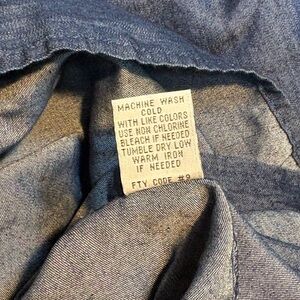 MACHINE WASH
COLD
WITH LIKE COLORS
USE NON CHLORINE
BLEACH IF NEEDED
TUMBLE DRY LOW
WARM IRON
IF NEEDED
FTY CODE #9